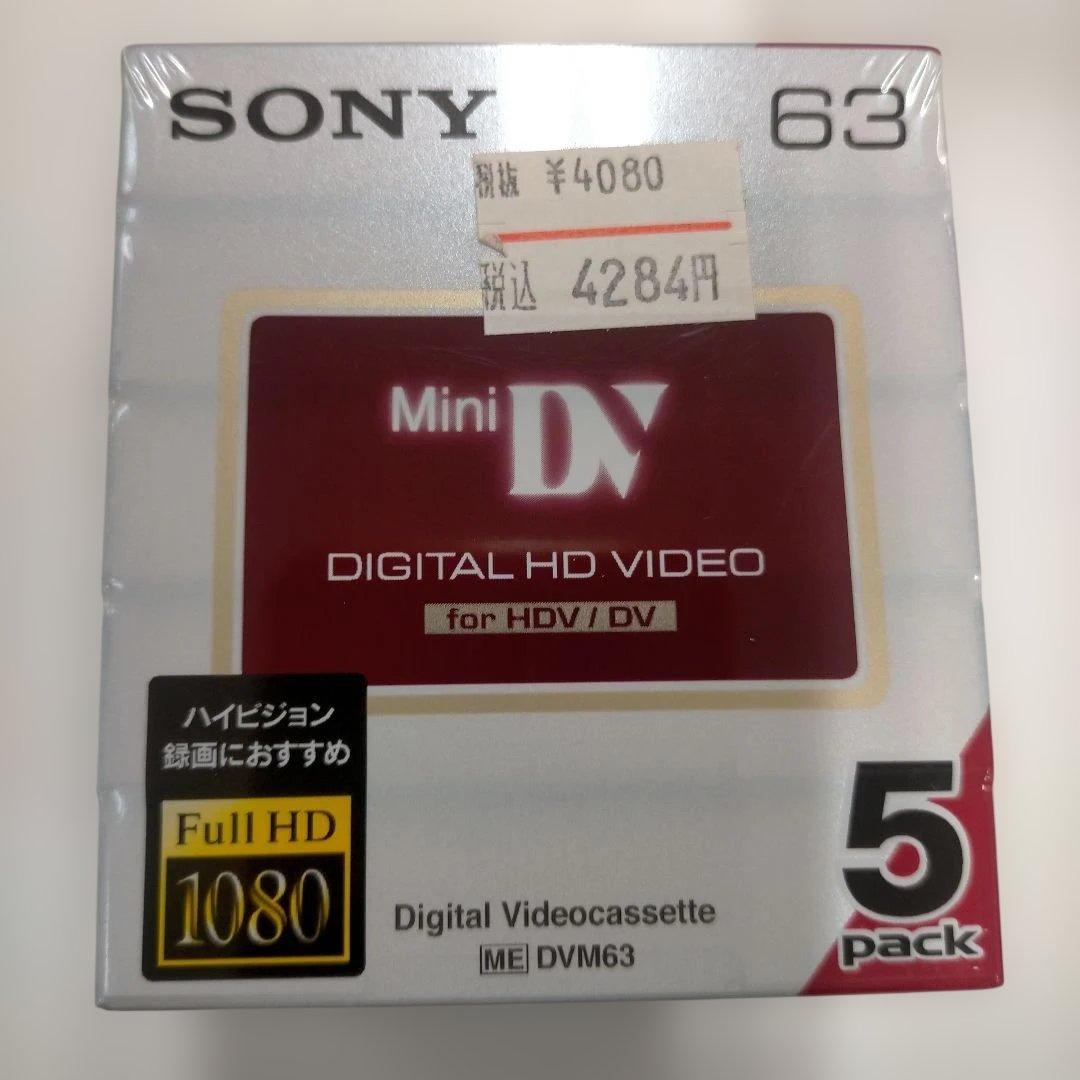 SONY 63
税抜 ¥4080
税込 4284円
Mini DV
DIGITAL HD VIDEO
for HDV / DV
ハイビジョン
録画におすすめ
Full HD
1080
5
pack
Digital Videocassette
ME DVM63